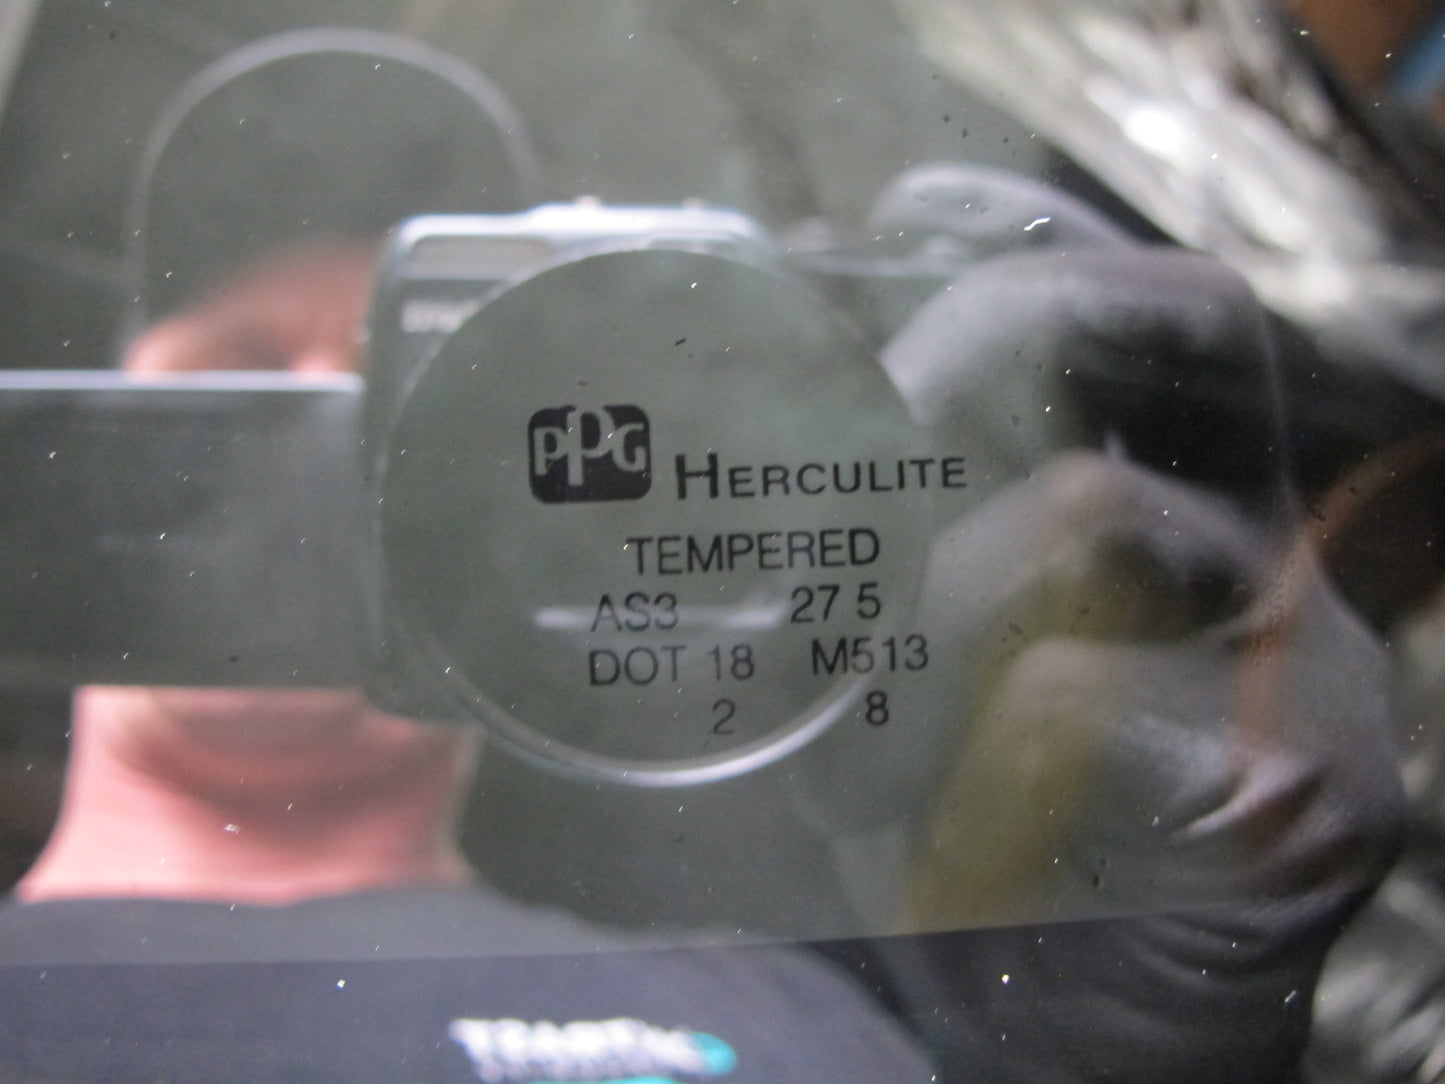 PPG HERCULITE
TEMPERED
AS3 27 5
DOT 18 M513
2 8